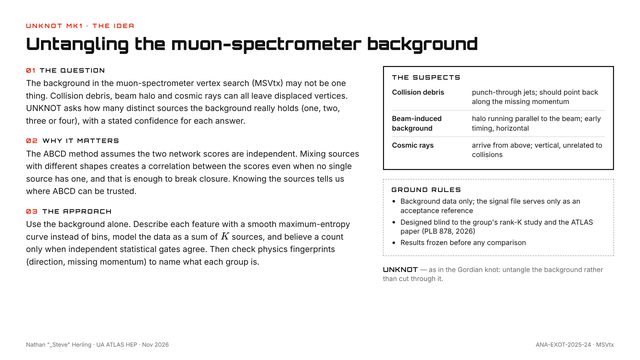 UNKNOT MK1 · THE IDEA
Untangling the muon-spectrometer background
01 THE QUESTION
The background in the muon-spectrometer vertex search (MSVtx) may not be one
thing. Collision debris, beam halo and cosmic rays can all leave displaced vertices.
UNKNOT asks how many distinct sources the background really holds (one, two,
three or four), with a stated confidence for each answer.
02 WHY IT MATTERS
The ABCD method assumes the two network scores are independent. Mixing sources
with different shapes creates a correlation between the scores even when no single
source has one, and that is enough to break closure. Knowing the sources tells us
where ABCD can be trusted.
03 THE APPROACH
Use the background alone. Describe each feature with a smooth maximum-entropy
curve instead of bins, model the data as a sum of K sources, and believe a count
only when independent statistical gates agree. Then check physics fingerprints
(direction, missing momentum) to name what each group is.
THE SUSPECTS
Collision debris punch-through jets; should point back
along the missing momentum
Beam-induced halo running parallel to the beam; early
background timing, horizontal
Cosmic rays arrive from above; vertical, unrelated to
collisions
GROUND RULES
• Background data only; the signal file serves only as an
acceptance reference
• Designed blind to the group's rank-K study and the ATLAS
paper (PLB 878, 2026)
• Results frozen before any comparison
UNKNOT — as in the Gordian knot: untangle the background rather
than cut through it.
Nathan "„Steve" Herling · UA ATLAS HEP · Nov 2026
ANA-EXOT-2025-24 · MSVtx